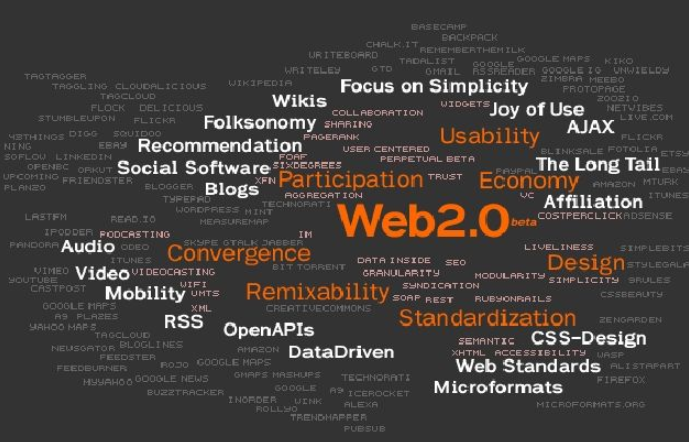 BASECAMP
BACKPACK
CHALK.IT
REMEMBERTHEMILK
WRITEBOARD
TADALIST GOOGLE GOOGLE MAPS KIKO
WRITELEY GTD GMAIL RSSREADER GOOGLE IG UNWIELDY
TAGTAGGER
ZIMBRA MEEBO
TAGGLING CLOUDALICIOUS WIKIPEDIA Focus on Simplicity PROTOPAGE
TAGCLOUD Wikis WIDGETS ZOOZIO
FLOCK DELICIOUS COLLABORATION Joy of Use NETVIBES
STUMBLEUPON FLICKR Folksonomy SHARING AJAX LIVE.COM
43THINGS DIGG SQUIDOO PAGERANK Usability FLICKR
NING EBAY Recommendation USER CENTERED BLINKSALE FOTOLIA
SOFLOW LINKEDIN FOAF PERPETUAL BETA ETSY
OPENBC ORKUT Social Software SIXDEGREES The Long Tail ITUNES
UPCOMING FRIENDSTER XFN Participation TRUST PAYPAL Economy AMAZON MTURK
PLANZO BLOGGER Blogs AGGREGATION VC EBAY
TYPEPAD TECHNORATI Affiliation
WORDPRESS MINT COSTPERCLICK ADSENSE
LASTFM READ.IO MEASUREMAP Web2.0 beta
IPODDER PODCASTING IM
PANDORA Audio ODEO SKYPE GTALK JABBER LIVELINESS SIMPLEBITS
ITUNES Convergence DATA INSIDE SEO Design STYLEGALA
VIMEO Video VIDEOCASTING BIT TORRENT GRANULARITY MODULARITY
YOUTUBE WIFI SYNDICATION SIMPLICITY 9RULES
CASTPOST Mobility UMTS Remixability SOAP REST RUBYONRAILS CSSBEAUTY
GOOGLE MAPS XML CREATIVECOMMONS
A9 PLAZES RSS Standardization ZENGARDEN
YAHOO MAPS OpenAPIs
TAGCLOUD SEMANTIC CSS-Design
NEWSGATOR BLOGLINES AMAZON DataDriven XHTML ACCESSIBILITY WASP
FEEDSTER ROJO GOOGLE MAPS Web Standards ALISTAPART
FEEDBURNER GMAPS MASHUPS TECHNORATI
MYYAHOO GOOGLE NEWS GOOGLE A9 ICEROCKET Microformats FIREFOX
BUZZTRACKER INORDER WINK ALEXA MICROFORMATS.ORG
ROLLYO
TRENDMAPPER
PUBSUB